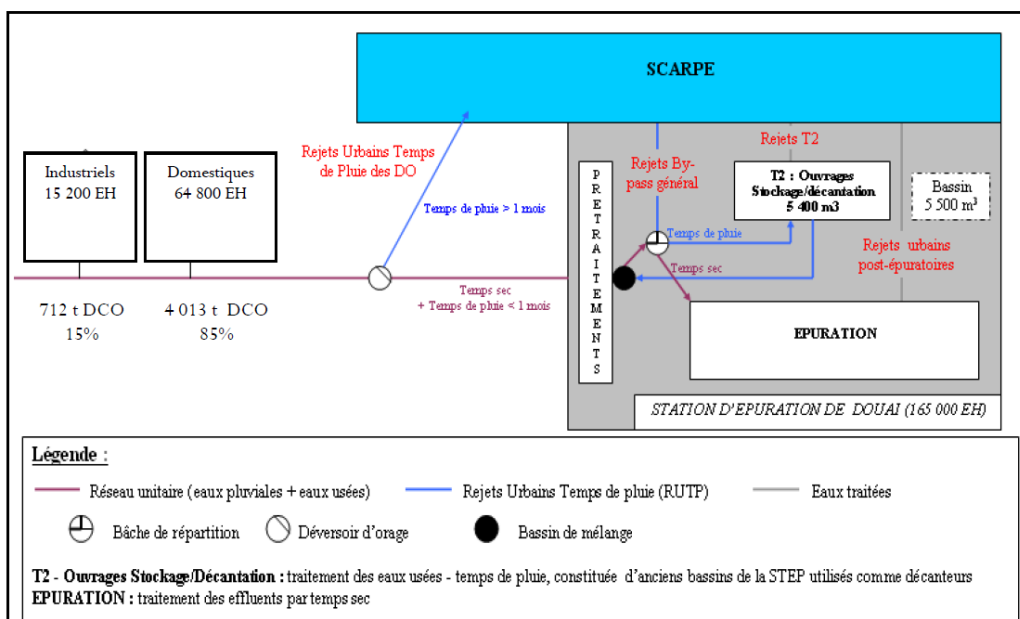 SCARPE
Rejets Urbains Temps
de Pluie des DO
Temps de pluie > 1 mois
Industriels
15 200 EH
Domestiques
64 800 EH
712 t DCO
15%
4 013 t DCO
85%
Temps sec
+ Temps de pluie < 1 mois
PRETRAITEMENTS
Rejets By-
pass général
Rejets T2
T2 : Ouvrages
Stockage/décantation
5 400 m3
Bassin
5 500 m³
Temps de pluie
Temps sec
Rejets urbains
post-épuratoires
EPURATION
STATION D'EPURATION DE DOUAI (165 000 EH)
Légende :
Réseau unitaire (eaux pluviales + eaux usées)
Rejets Urbains Temps de pluie (RUTP)
Eaux traitées
Bâche de répartition
Déversoir d'orage
Bassin de mélange
T2 - Ouvrages Stockage/Décantation : traitement des eaux usées - temps de pluie, constituée d'anciens bassins de la STEP utilisés comme décanteurs
EPURATION : traitement des effluents par temps sec